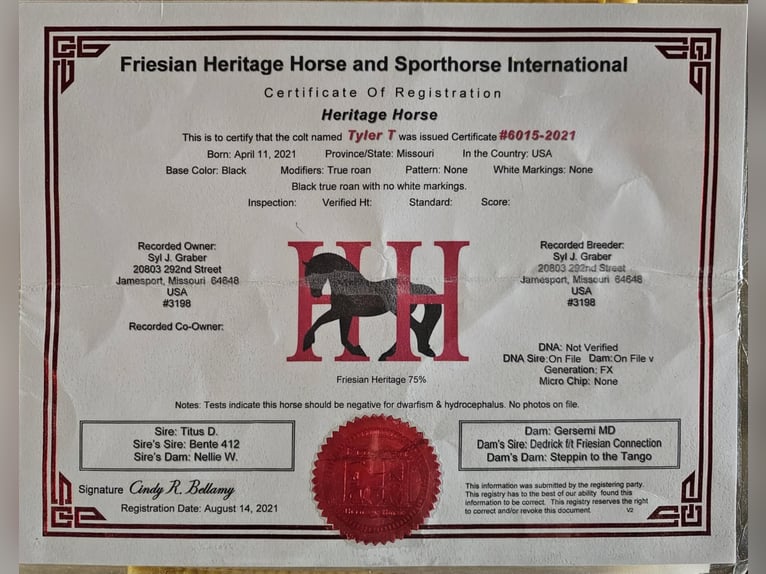 Friesian Heritage Horse and Sporthorse International
Certificate Of Registration
Heritage Horse
This is to certify that the colt named Tyler T was issued Certificate #6015-2021
Born: April 11, 2021 Province/State: Missouri In the Country: USA
Base Color: Black Modifiers: True roan Pattern: None White Markings: None
Black true roan with no white markings.
Inspection: Verified Ht: Standard: Score:
Recorded Owner:
Syl J. Graber
20803 292nd Street
Jamesport, Missouri 64648
USA
#3198
Recorded Co-Owner:
HH
Friesian Heritage 75%
Recorded Breeder:
Syl J. Graber
20803 292nd Street
Jamesport, Missouri 64648
USA
#3198
DNA: Not Verified
DNA Sire: On File Dam: On File v
Generation: FX
Micro Chip: None
Notes: Tests indicate this horse should be negative for dwarfism & hydrocephalus. No photos on file.
Sire: Titus D.
Sire's Sire: Bente 412
Sire's Dam: Nellie W.
Dam: Gersemi MD
Dam's Sire: Dedrick f/t Friesian Connection
Dam's Dam: Steppin to the Tango
Signature Cindy R. Bellamy
Registration Date: August 14, 2021
This information was submitted by the registering party.
This registry has to the best of our ability found this
information to be correct. This registry reserves the right
to correct and/or revoke this document. V2